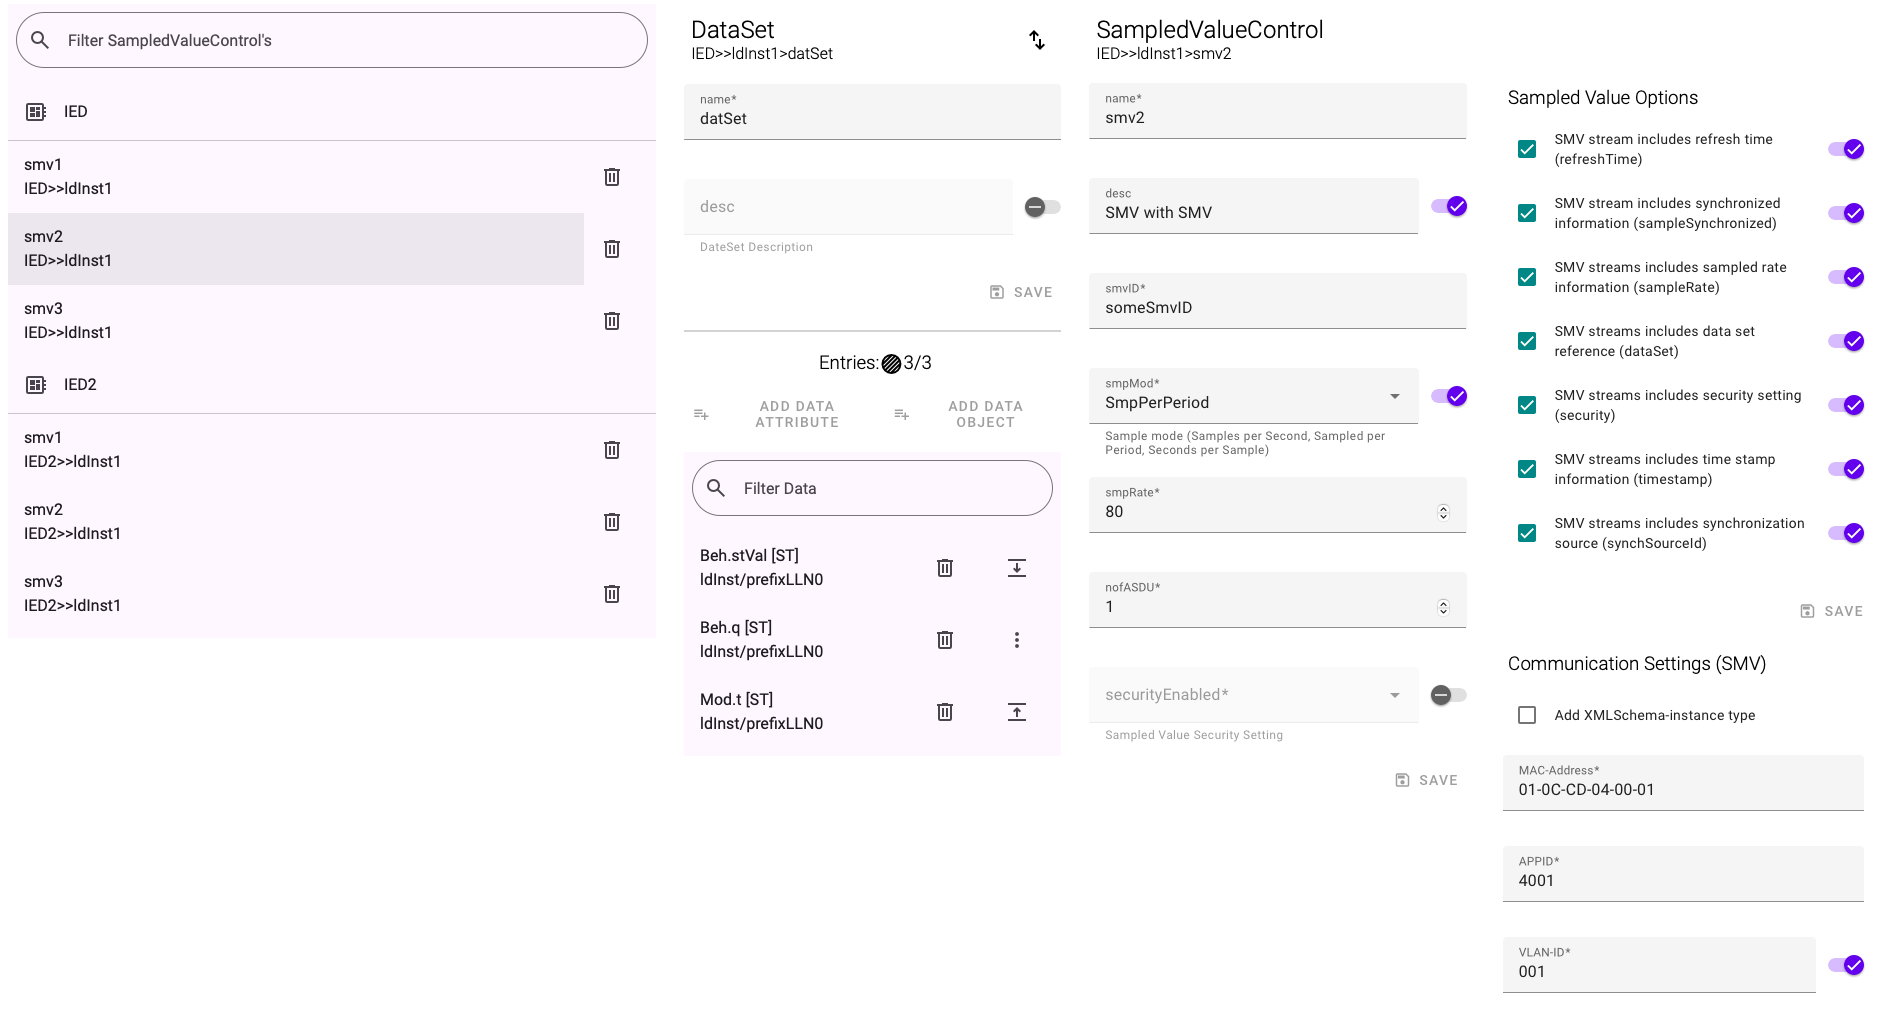 Filter SampledValueControl's
IED
smv1
IED>>ldInst1
smv2
IED>>ldInst1
smv3
IED>>ldInst1
IED2
smv1
IED2>>ldInst1
smv2
IED2>>ldInst1
smv3
IED2>>ldInst1
DataSet
IED>>ldInst1>datSet
name*
datSet
desc
DateSet Description
SAVE
Entries: 3/3
ADD DATA
ATTRIBUTE
ADD DATA
OBJECT
Filter Data
Beh.stVal [ST]
ldInst/prefixLLN0
Beh.q [ST]
ldInst/prefixLLN0
Mod.t [ST]
ldInst/prefixLLN0
SampledValueControl
IED>>ldInst1>smv2
name*
smv2
desc
SMV with SMV
smvID*
someSmvID
smpMod*
SmpPerPeriod
Sample mode (Samples per Second, Sampled per
Period, Seconds per Sample)
smpRate*
80
nofASDU*
1
securityEnabled*
Sampled Value Security Setting
SAVE
Sampled Value Options
SMV stream includes refresh time
(refreshTime)
SMV stream includes synchronized
information (sampleSynchronized)
SMV streams includes sampled rate
information (sampleRate)
SMV streams includes data set
reference (dataSet)
SMV streams includes security setting
(security)
SMV streams includes time stamp
information (timestamp)
SMV streams includes synchronization
source (synchSourceId)
SAVE
Communication Settings (SMV)
Add XMLSchema-instance type
MAC-Address*
01-0C-CD-04-00-01
APPID*
4001
VLAN-ID*
001